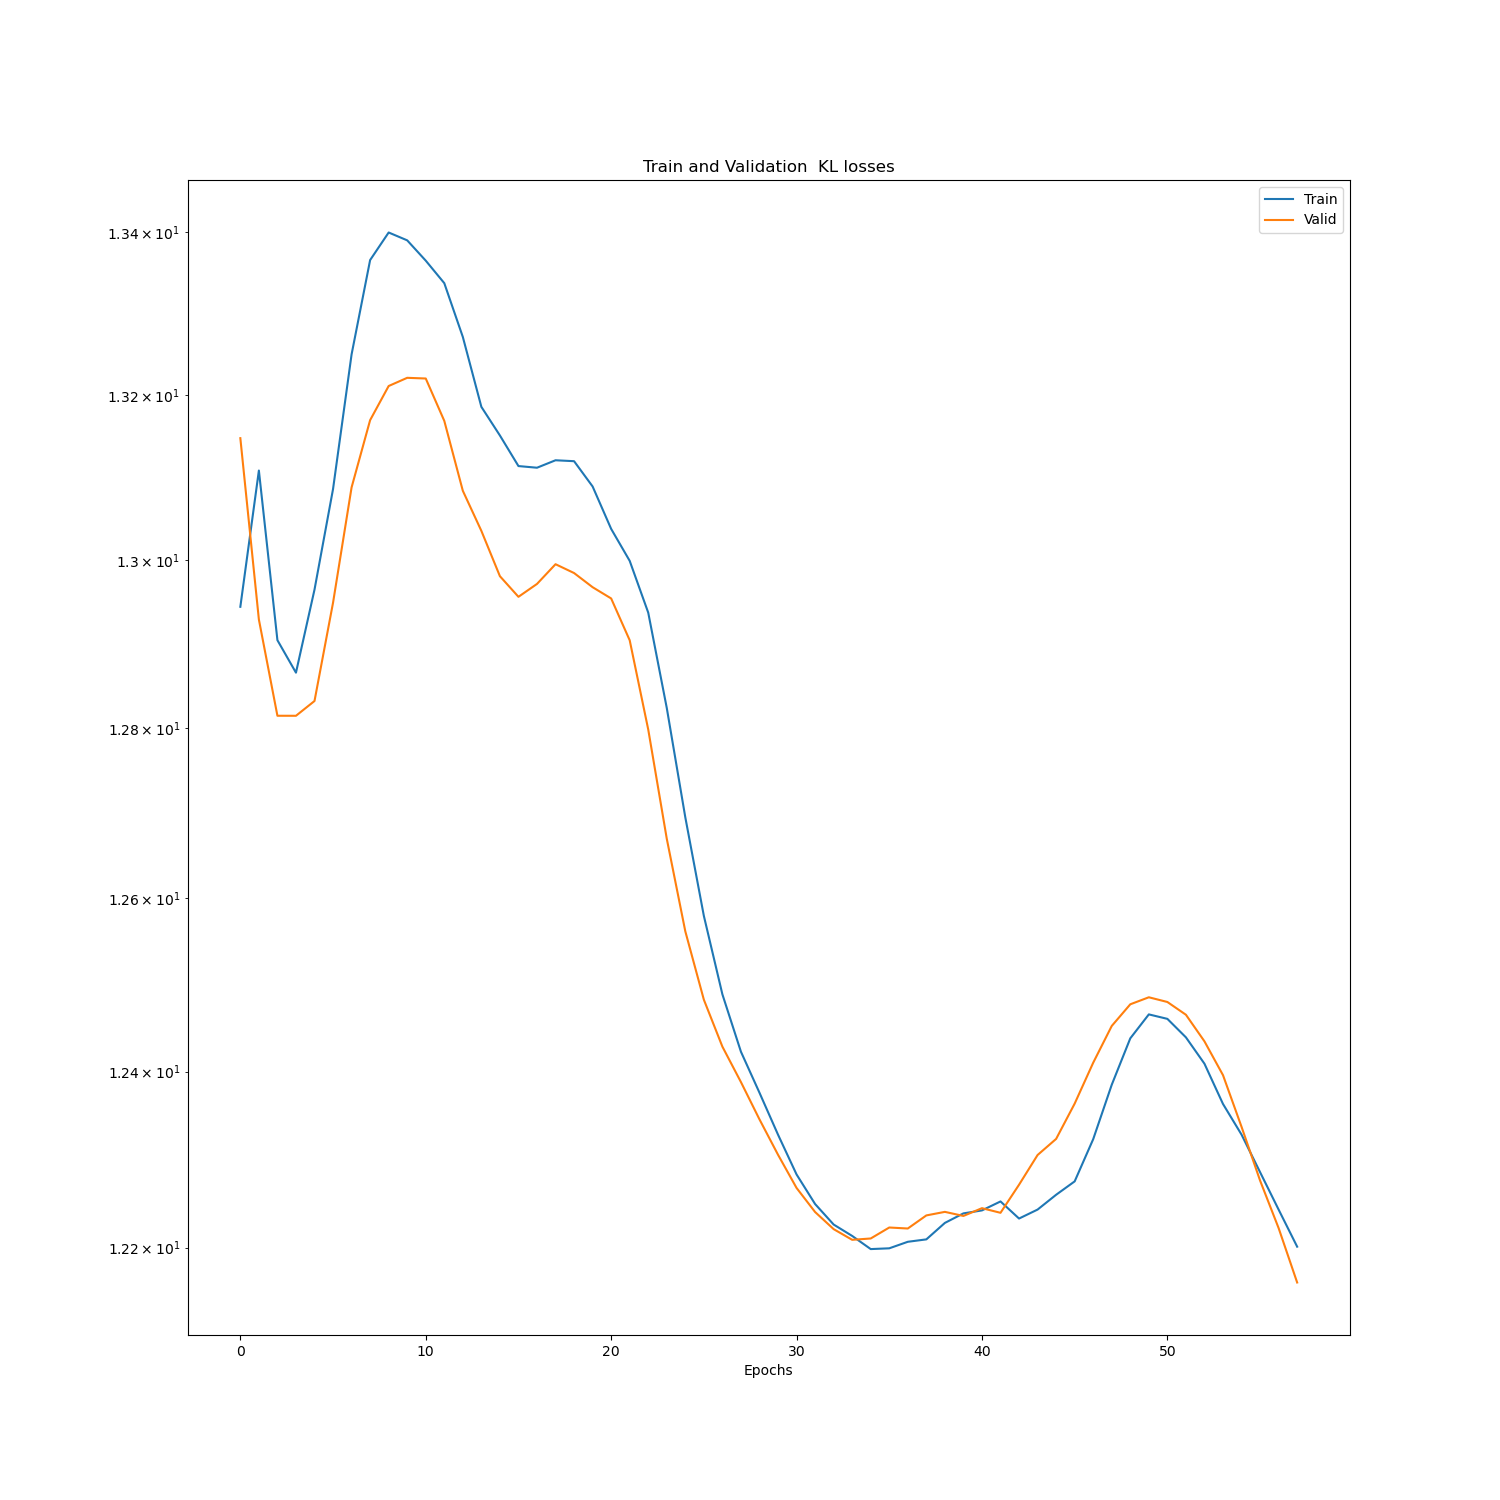 Train and Validation  KL losses
Train
Valid
1.34 × 10¹
1.32 × 10¹
1.3 × 10¹
1.28 × 10¹
1.26 × 10¹
1.24 × 10¹
1.22 × 10¹
0 10 20 30 40 50
Epochs